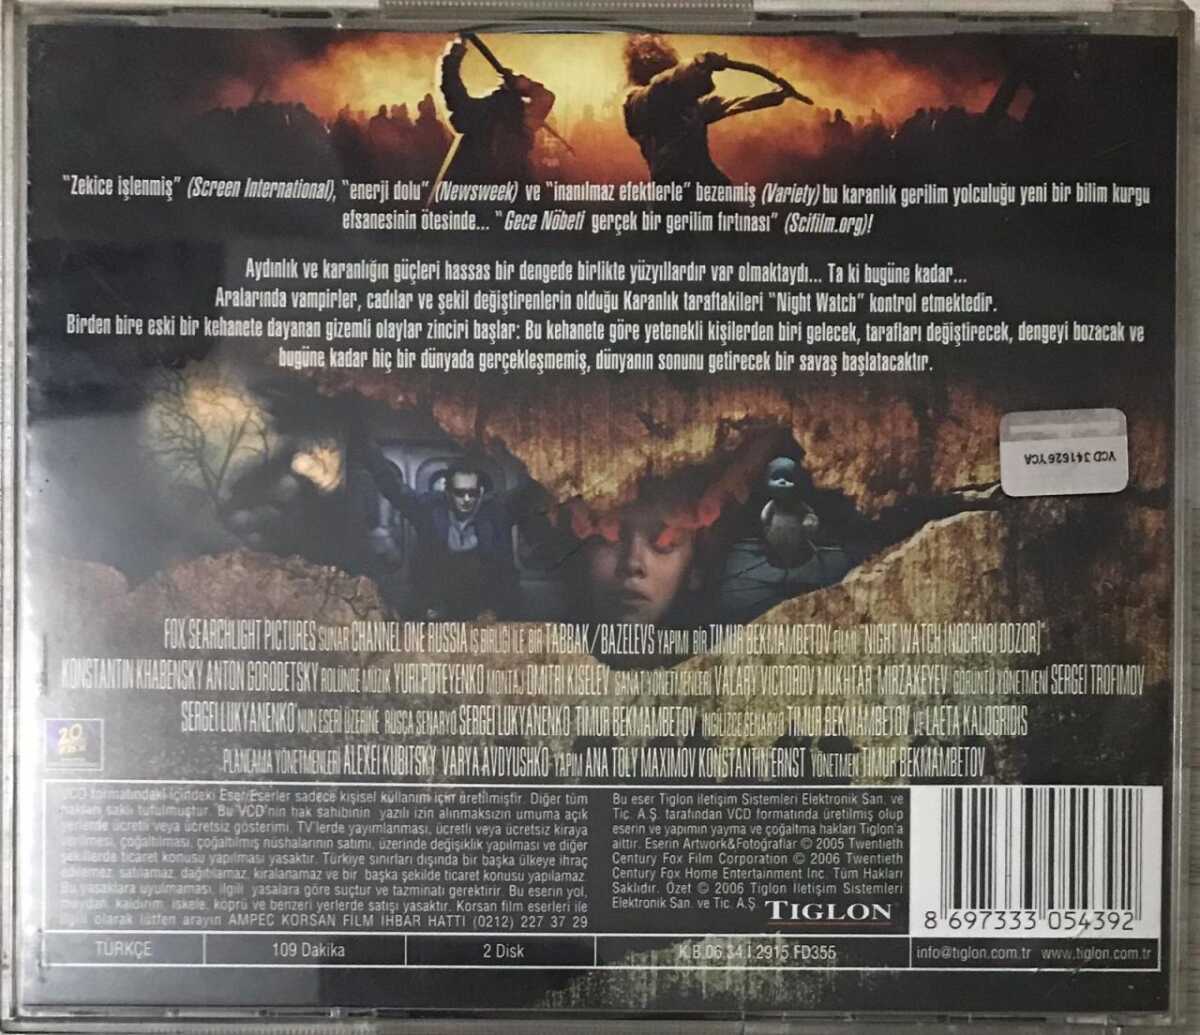 "Zekice işlenmiş" (Screen International), "enerji dolu" (Newsweek) ve "inanılmaz efektlerle" bezenmiş (Variety) bu karanlık gerilim yolculuğu yeni bir bilim kurgu
efsanesinin ötesinde... "Gece Nöbeti gerçek bir gerilim fırtınası" (Scifilm.org)!
Aydınlık ve karanlığın güçleri hassas bir dengede birlikte yüzyıllardır var olmaktaydı... Ta ki bugüne kadar...
Aralarında vampirler, cadılar ve şekil değiştirenlerin olduğu Karanlık taraftakileri "Night Watch" kontrol etmektedir.
Birden bire eski bir kehanete dayanan gizemli olaylar zinciri başlar: Bu kehanete göre yetenekli kişilerden biri gelecek, tarafları değiştirecek, dengeyi bozacak ve
bugüne kadar hiç bir dünyada gerçekleşmemiş, dünyanın sonunu getirecek bir savaş başlatacaktır.
VCD 341626 YCA
FOX SEARCHLIGHT PICTURES SUNAR CHANNEL ONE RUSSIA İŞ BİRLİĞİ İLE BİR TABBAK/BAZELEVS YAPIMI BİR TIMUR BEKMAMBETOV FİLMİ "NIGHT WATCH [NOCHNOI DOZOR]"
KONSTANTIN KHABENSKY ANTON GORODETSKY ROLÜNDE MÜZİK YURI POTEYENKO MONTAJ DMITRI KISELEV SANAT YÖNETMENLERİ VALARY VICTOROV MUKHTAR MIRZAKEYEV GÖRÜNTÜ YÖNETMENİ SERGEI TROFIMOV
SERGEI LUKYANENKO'NUN ESERİ ÜZERİNE RUSÇA SENARYO SERGEI LUKYANENKO TIMUR BEKMAMBETOV İNGİLİZCE SENARYO TIMUR BEKMAMBETOV VE LAETA KALOGRIDIS
PLANLAMA YÖNETMENLERİ ALEXEI KUBITSKY VARYA AVDYUSHKO YAPIM ANA TOLY MAXIMOV KONSTANTIN ERNST YÖNETMEN TIMUR BEKMAMBETOV
20
FOX
VCD formatındaki içindeki Eser/Eserler sadece kişisel kullanım için üretilmiştir. Diğer tüm
hakları saklı tutulmuştur. Bu VCD'nin hak sahibinin yazılı izin alınmaksızın umuma açık
yerlerde ücretli veya ücretsiz gösterimi, TV'lerde yayımlanması, ücretli veya ücretsiz kiraya
verilmesi, çoğaltılması, çoğaltılmış nüshalarının satımı, üzerinde değişiklik yapılması ve diğer
şekillerde ticaret konusu yapılması yasaktır. Türkiye sınırları dışında bir başka ülkeye ihraç
edilemez, satılamaz, dağıtılamaz, kiralanamaz ve bir başka şekilde ticaret konusu yapılamaz.
Bu yasaklara uyulmaması, ilgili yasalara göre suçtur ve tazminatı gerektirir. Bu eserin yol,
meydan, kaldırım, iskele, köprü ve benzeri yerlerde satışı yasaktır. Korsan film eserleri ile
ilgili olarak lütfen arayın AMPEC KORSAN FILM İHBAR HATTI (0212) 227 37 29
Bu eser Tiglon İletişim Sistemleri Elektronik San. ve
Tic. A.Ş. tarafından VCD formatında üretilmiş olup
eserin ve yapımın yayma ve çoğaltma hakları Tiglon'a
aittir. Eserin Artwork&Fotoğraflar © 2005 Twentieth
Century Fox Film Corporation © 2006 Twentieth
Century Fox Home Entertainment Inc. Tüm Hakları
Saklıdır. Özet © 2006 Tiglon İletişim Sistemleri
Elektronik San. ve Tic. A.Ş. TIGLON
8 697333 054392
TÜRKÇE 109 Dakika 2 Disk K.B.06.34.I.2915.FD355 info@tiglon.com.tr www.tiglon.com.tr